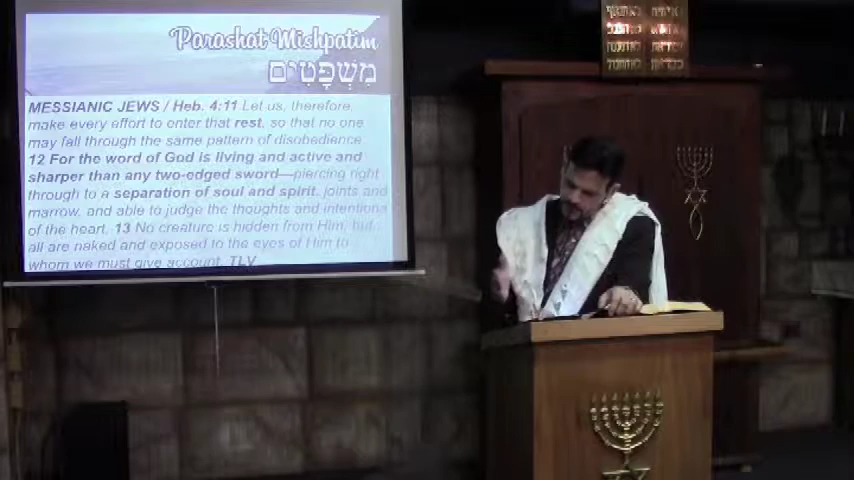 Parashat Mishpatim
מִשְׁפָּטִים
MESSIANIC JEWS / Heb. 4:11 Let us, therefore,
make every effort to enter that rest, so that no one
may fall through the same pattern of disobedience.
12 For the word of God is living and active and
sharper than any two-edged sword—piercing right
through to a separation of soul and spirit, joints and
marrow, and able to judge the thoughts and intentions
of the heart. 13 No creature is hidden from Him, but
all are naked and exposed to the eyes of Him to
whom we must give account. TLV